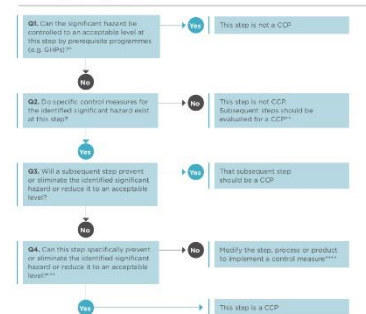 Q1. Can the significant hazard be
controlled to an acceptable level at
this step by prerequisite programmes
(e.g. GHPs)?*
Yes
This step is not a CCP
No
Q2. Do specific control measures for
the identified significant hazard exist
at this step?
No
This step is not CCP.
Subsequent steps should be
evaluated for a CCP**
Yes
Q3. Will a subsequent step prevent
or eliminate the identified significant
hazard or reduce it to an acceptable
level?
Yes
That subsequent step
should be a CCP
No
Q4. Can this step specifically prevent
or eliminate the identified significant
hazard or reduce it to an acceptable
level?***
No
Modify the step, process or product
to implement a control measure****
Yes
This step is a CCP